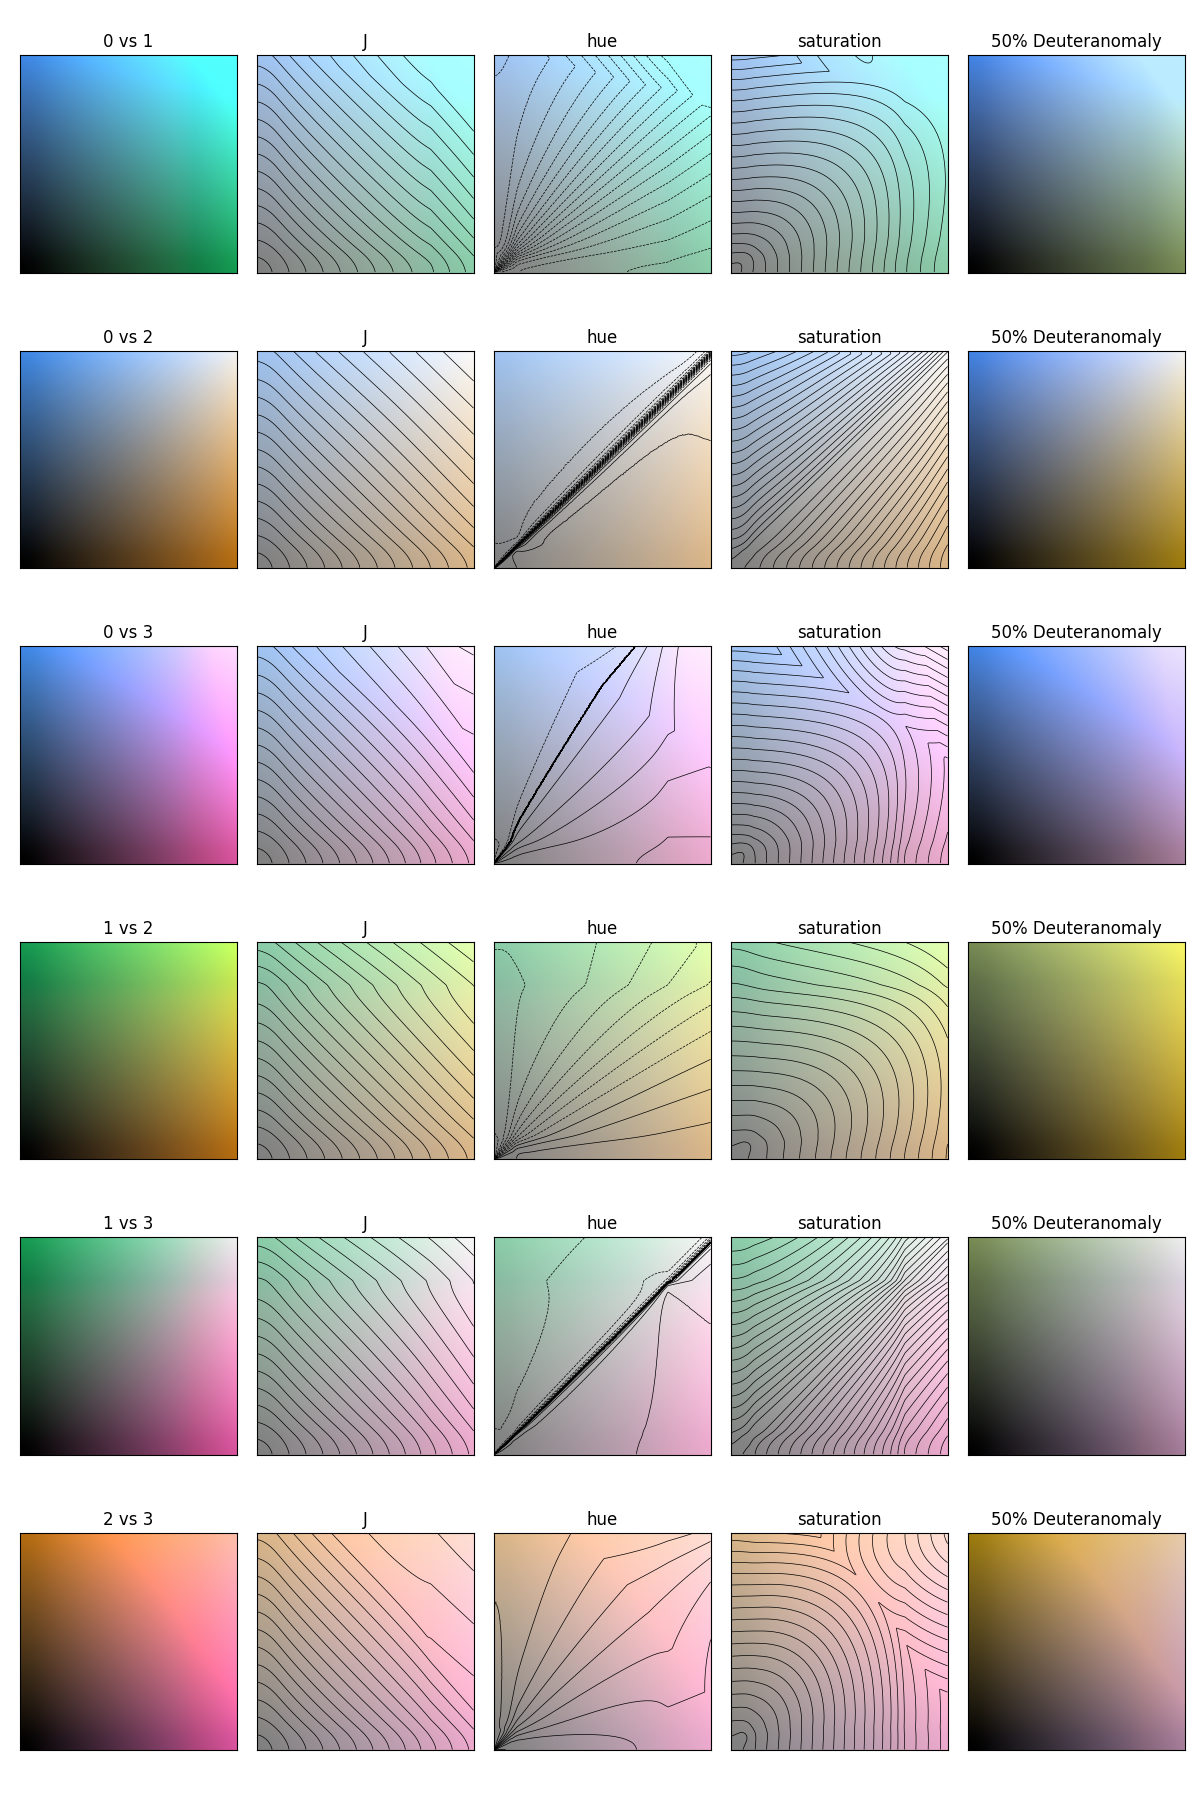 0 vs 1 J hue saturation 50% Deuteranomaly
0 vs 2 J hue saturation 50% Deuteranomaly
0 vs 3 J hue saturation 50% Deuteranomaly
1 vs 2 J hue saturation 50% Deuteranomaly
1 vs 3 J hue saturation 50% Deuteranomaly
2 vs 3 J hue saturation 50% Deuteranomaly